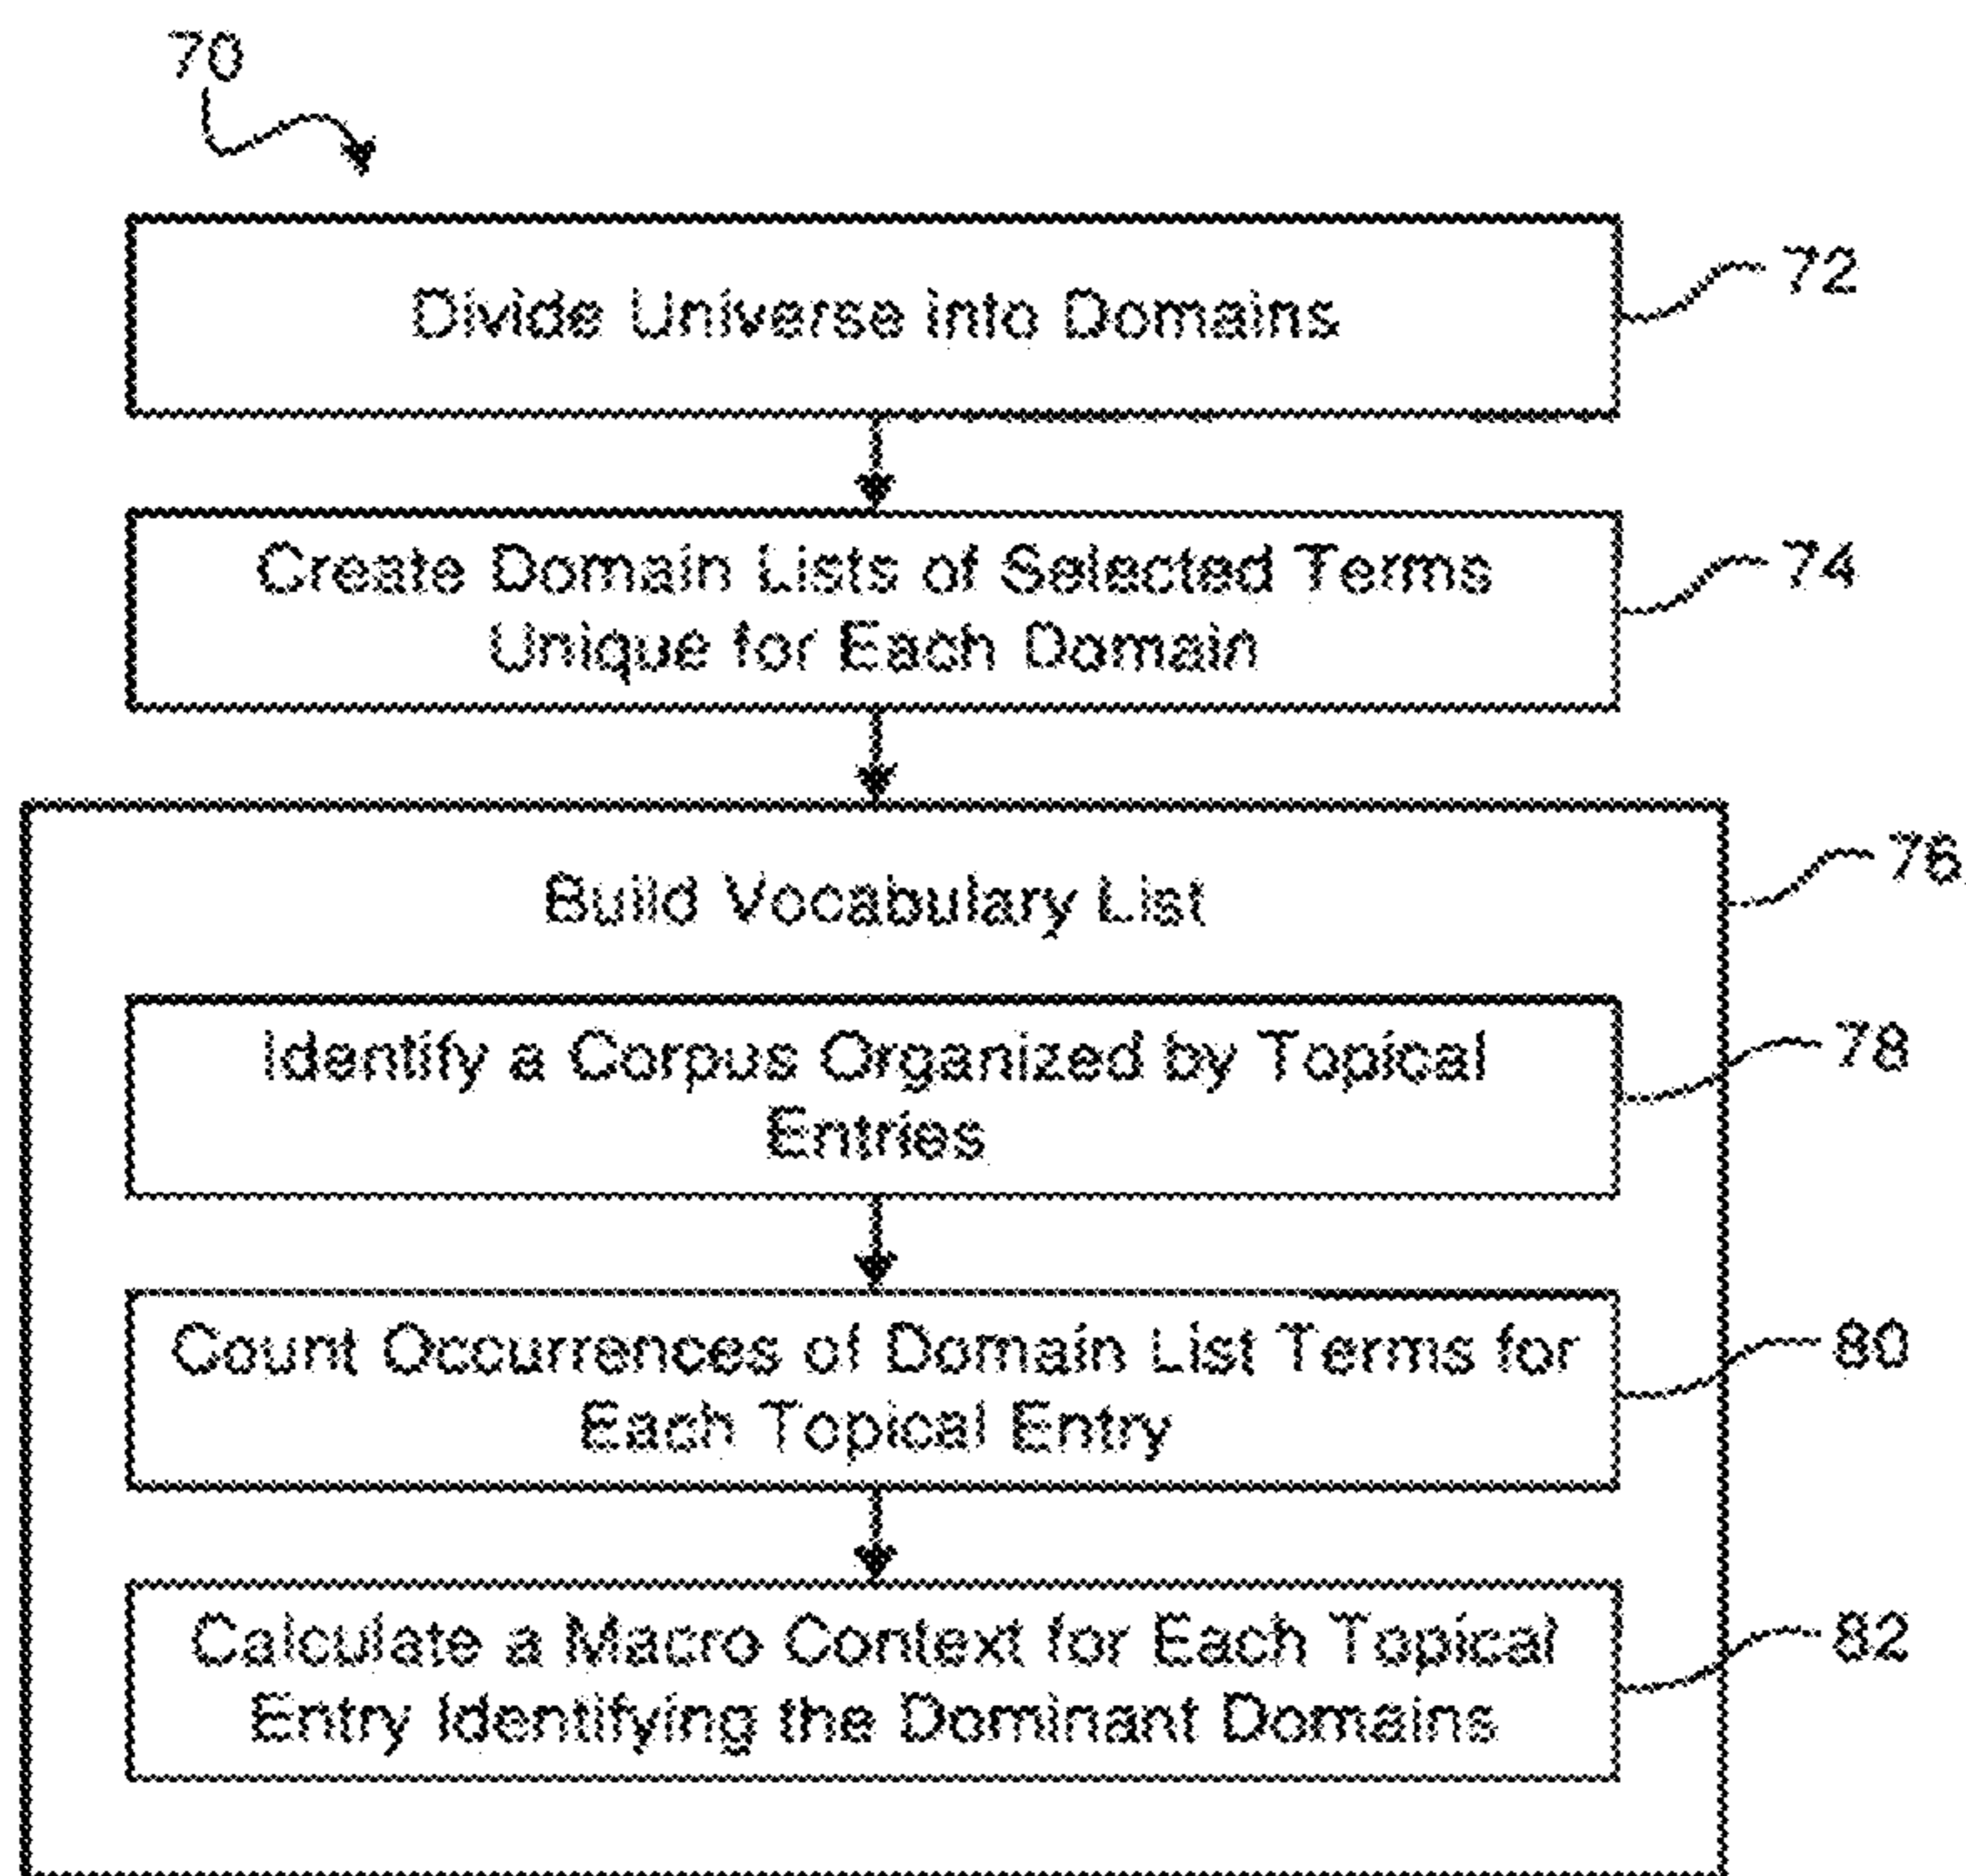 70
Divide Universe into Domains
72
Create Domain Lists of Selected Terms
Unique for Each Domain
74
Build Vocabulary List
76
Identify a Corpus Organized by Topical
Entries
78
Count Occurrences of Domain List Terms for
Each Topical Entry
80
Calculate a Macro Context for Each Topical
Entry Identifying the Dominant Domains
82